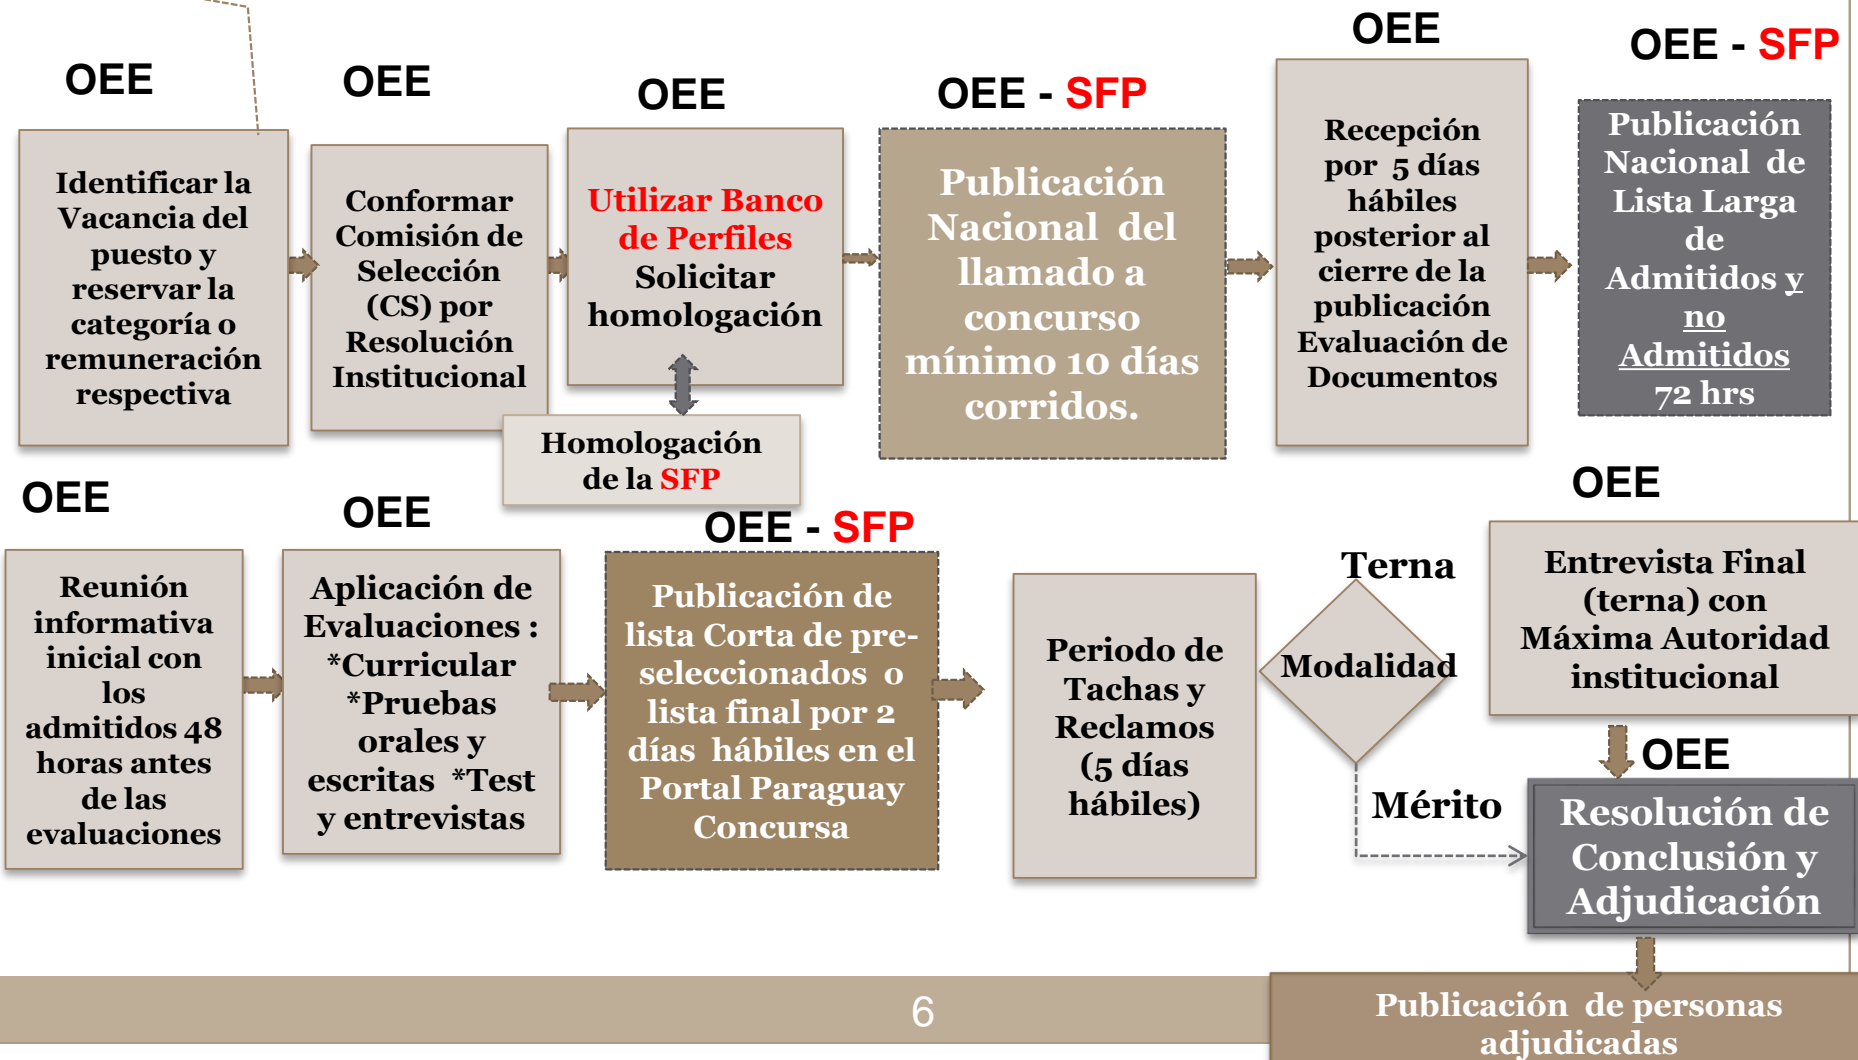 OEE
Identificar la
Vacancia del
puesto y
reservar la
categoría o
remuneración
respectiva
OEE
Conformar
Comisión de
Selección
(CS) por
Resolución
Institucional
OEE
Utilizar Banco
de Perfiles
Solicitar
homologación
Homologación
de la SFP
OEE - SFP
Publicación
Nacional del
llamado a
concurso
mínimo 10 días
corridos.
OEE
Recepción
por 5 días
hábiles
posterior al
cierre de la
publicación
Evaluación de
Documentos
OEE - SFP
Publicación
Nacional de
Lista Larga
de
Admitidos y
no
Admitidos
72 hrs
OEE
Reunión
informativa
inicial con
los
admitidos 48
horas antes
de las
evaluaciones
OEE
Aplicación de
Evaluaciones :
*Curricular
*Pruebas
orales y
escritas *Test
y entrevistas
OEE - SFP
Publicación de
lista Corta de pre-
seleccionados o
lista final por 2
días hábiles en el
Portal Paraguay
Concursa
Periodo de
Tachas y
Reclamos
(5 días
hábiles)
Terna
Modalidad
Mérito
OEE
Entrevista Final
(terna) con
Máxima Autoridad
institucional
OEE
Resolución de
Conclusión y
Adjudicación
Publicación de personas
adjudicadas
6